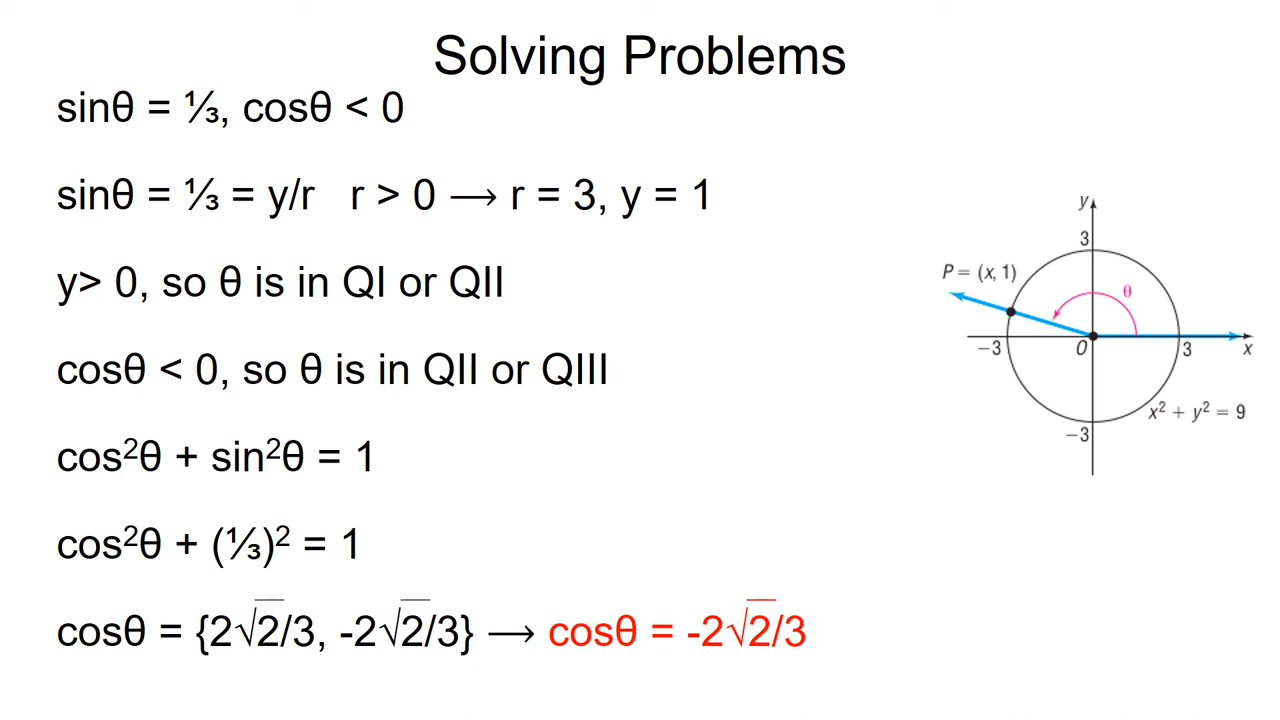 Solving Problems
sinθ = ⅓, cosθ < 0
sinθ = ⅓ = y/r   r > 0 ⟶ r = 3, y = 1
y> 0, so θ is in QI or QII
cosθ < 0, so θ is in QII or QIII
cos²θ + sin²θ = 1
cos²θ + (⅓)² = 1
cosθ = {2√2/3, -2√2/3} ⟶ cosθ = -2√2/3
y
3
P = (x, 1)
θ
−3
O
3
x
x² + y² = 9
−3